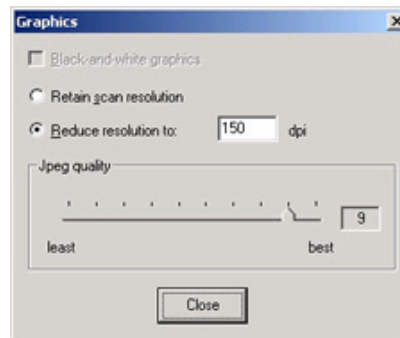 Graphics
Black-and-white graphics
Retain scan resolution
Reduce resolution to: 150 dpi
Jpeg quality
9
least best
Close